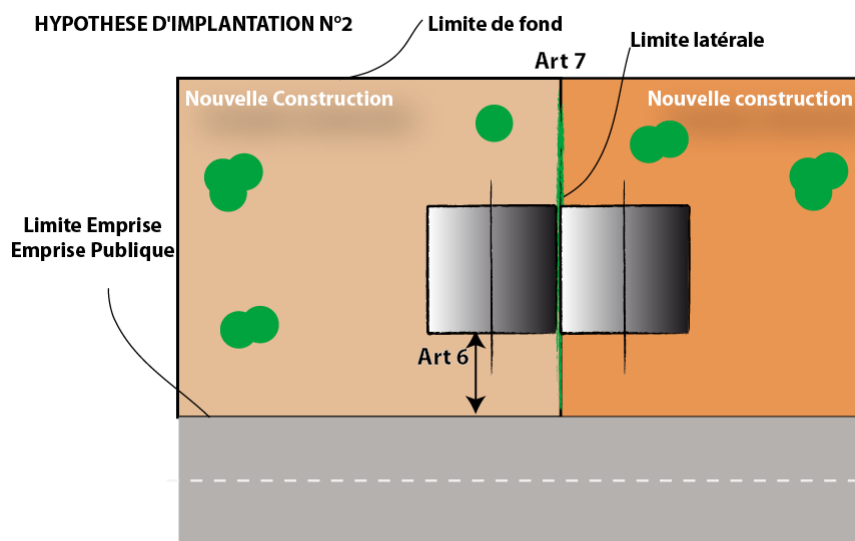 HYPOTHESE D'IMPLANTATION N°2
Limite de fond
Limite latérale
Art 7
Nouvelle Construction
Nouvelle construction
Limite Emprise
Emprise Publique
Art 6